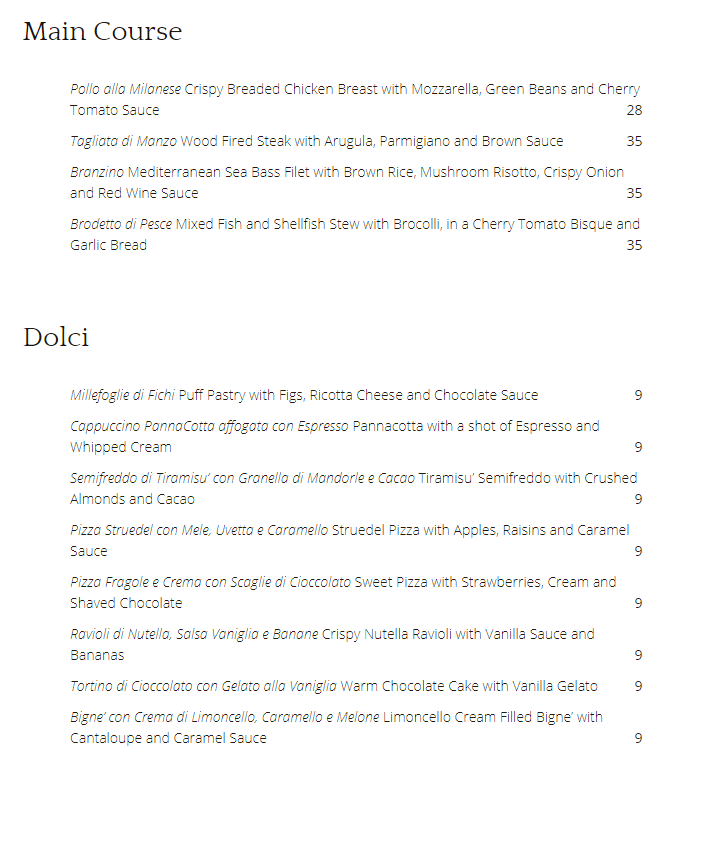 Main Course
Pollo alla Milanese Crispy Breaded Chicken Breast with Mozzarella, Green Beans and Cherry
Tomato Sauce 28
Tagliata di Manzo Wood Fired Steak with Arugula, Parmigiano and Brown Sauce 35
Branzino Mediterranean Sea Bass Filet with Brown Rice, Mushroom Risotto, Crispy Onion
and Red Wine Sauce 35
Brodetto di Pesce Mixed Fish and Shellfish Stew with Brocolli, in a Cherry Tomato Bisque and
Garlic Bread 35
Dolci
Millefoglie di Fichi Puff Pastry with Figs, Ricotta Cheese and Chocolate Sauce 9
Cappuccino PannaCotta affogata con Espresso Pannacotta with a shot of Espresso and
Whipped Cream 9
Semifreddo di Tiramisu’ con Granella di Mandorle e Cacao Tiramisu’ Semifreddo with Crushed
Almonds and Cacao 9
Pizza Struedel con Mele, Uvetta e Caramello Struedel Pizza with Apples, Raisins and Caramel
Sauce 9
Pizza Fragole e Crema con Scaglie di Cioccolato Sweet Pizza with Strawberries, Cream and
Shaved Chocolate 9
Ravioli di Nutella, Salsa Vaniglia e Banane Crispy Nutella Ravioli with Vanilla Sauce and
Bananas 9
Tortino di Cioccolato con Gelato alla Vaniglia Warm Chocolate Cake with Vanilla Gelato 9
Bigne’ con Crema di Limoncello, Caramello e Melone Limoncello Cream Filled Bigne’ with
Cantaloupe and Caramel Sauce 9